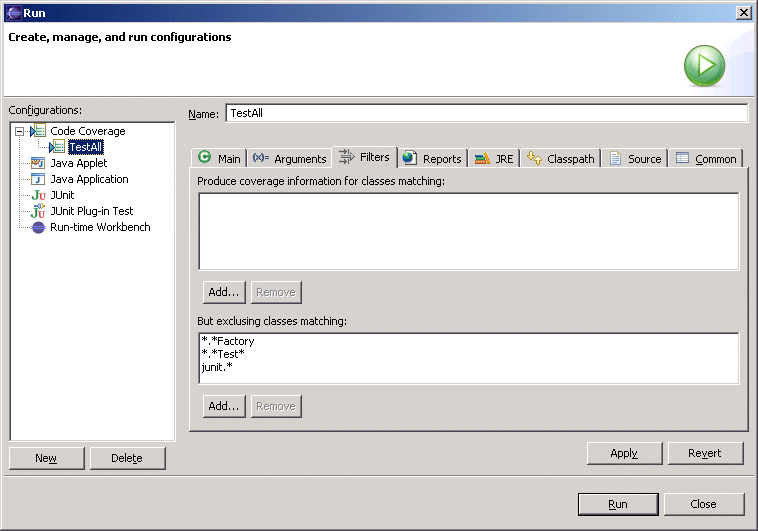 Run
Create, manage, and run configurations
Configurations:
Code Coverage
TestAll
Java Applet
Java Application
JUnit
JUnit Plug-in Test
Run-time Workbench
New
Delete
Name:
TestAll
Main
Arguments
Filters
Reports
JRE
Classpath
Source
Common
Produce coverage information for classes matching:
Add...
Remove
But exclusing classes matching:
*.*Factory
*.*Test*
junit.*
Add...
Remove
Apply
Revert
Run
Close